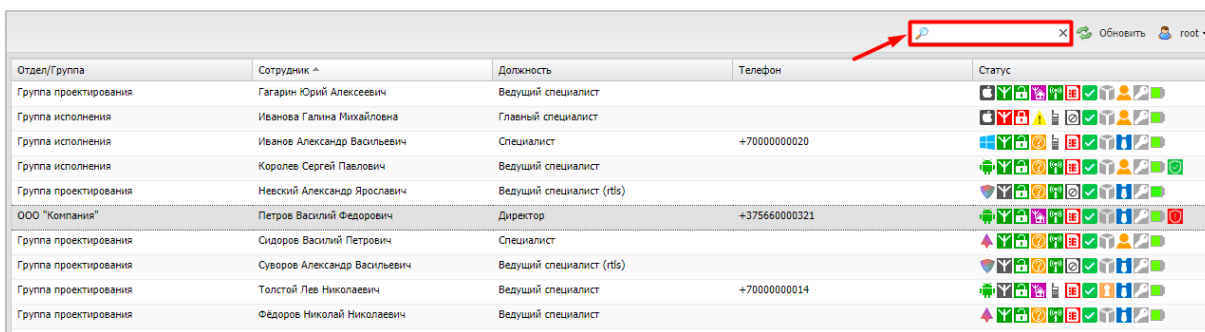 Обновить root
Отдел/Группа Сотрудник Должность Телефон Статус
Группа проектирования Гагарин Юрий Алексеевич Ведущий специалист
Группа исполнения Иванова Галина Михайловна Главный специалист
Группа исполнения Иванов Александр Васильевич Специалист +70000000020
Группа исполнения Королев Сергей Павлович Ведущий специалист
Группа проектирования Невский Александр Ярославич Ведущий специалист (rtls)
ООО "Компания" Петров Василий Федорович Директор +375660000321
Группа проектирования Сидоров Василий Петрович Специалист
Группа проектирования Суворов Александр Васильевич Ведущий специалист (rtls)
Группа проектирования Толстой Лев Николаевич Ведущий специалист +70000000014
Группа проектирования Фёдоров Николай Николаевич Ведущий специалист